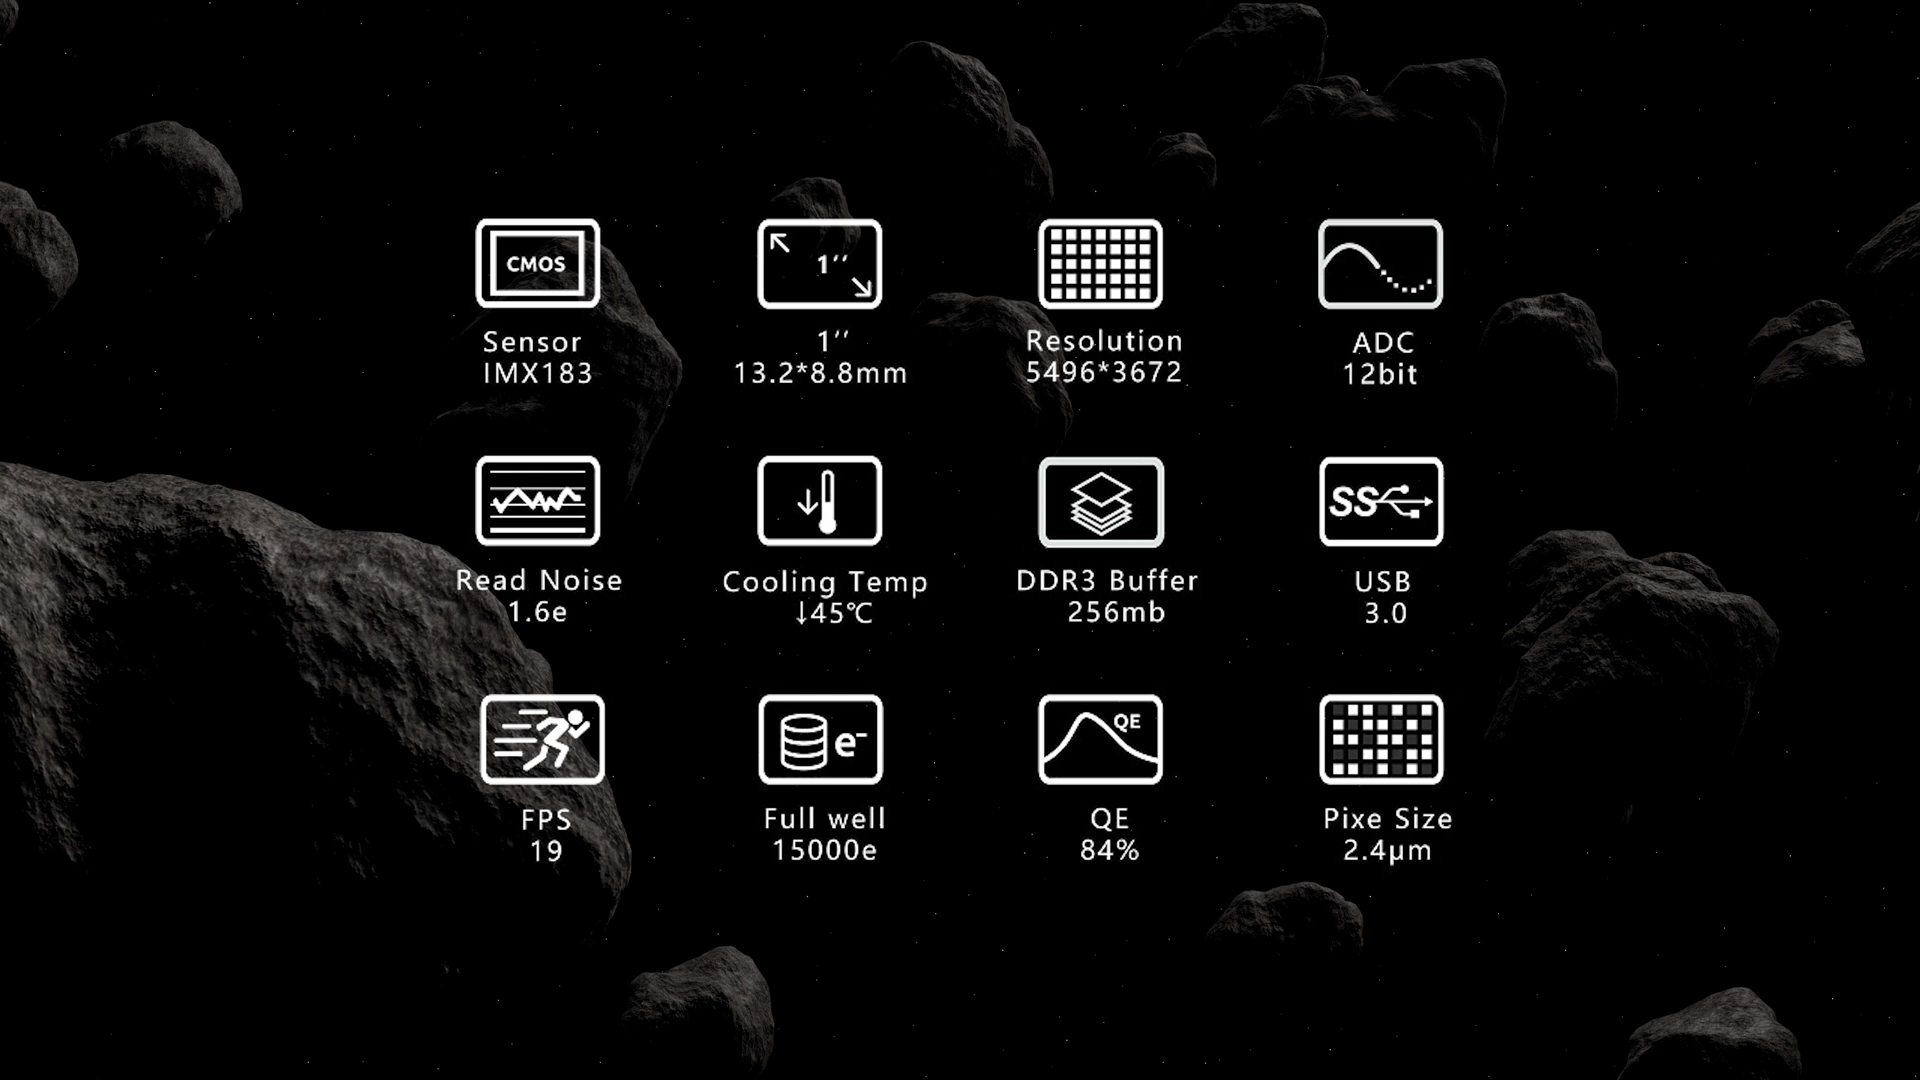 CMOS
Sensor
IMX183
1′′
1′′
13.2*8.8mm
Resolution
5496*3672
ADC
12bit
Read Noise
1.6e
Cooling Temp
↓45℃
DDR3 Buffer
256mb
SS
USB
3.0
FPS
19
e⁻
Full well
15000e
QE
QE
84%
Pixe Size
2.4μm